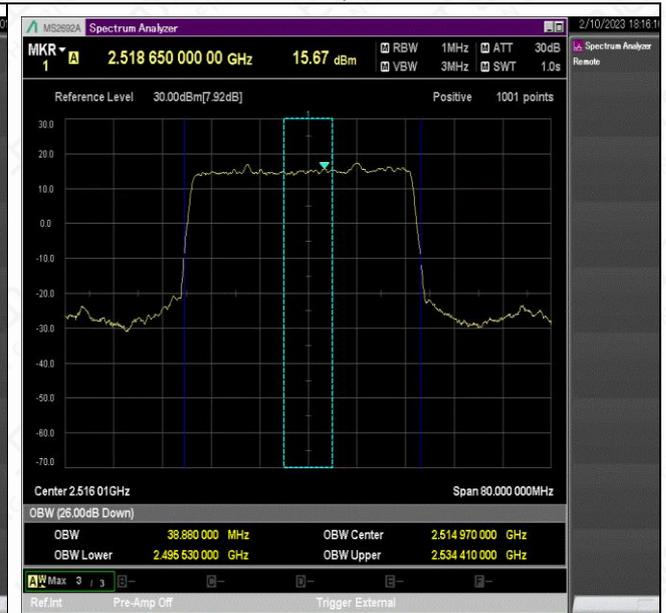 MS2692A Spectrum Analyzer 2/10/2023 18:16:1
MKR 1 A 2.518 650 000 00 GHz 15.67 dBm M RBW 1MHz M ATT 30dB
M VBW 3MHz M SWT 1.0s
Spectrum Analyzer
Remote
Reference Level 30.00dBm[7.92dB] Positive 1001 points
30.0
20.0
10.0
0.0
-10.0
-20.0
-30.0
-40.0
-50.0
-60.0
-70.0
Center 2.516 01GHz Span 80.000 000MHz
OBW (26.00dB Down)
OBW 38.880 000 MHz OBW Center 2.514 970 000 GHz
OBW Lower 2.495 530 000 GHz OBW Upper 2.534 410 000 GHz
A W Max 3 / 3 B- C- D- E- F-
Ref.Int Pre-Amp Off Trigger External